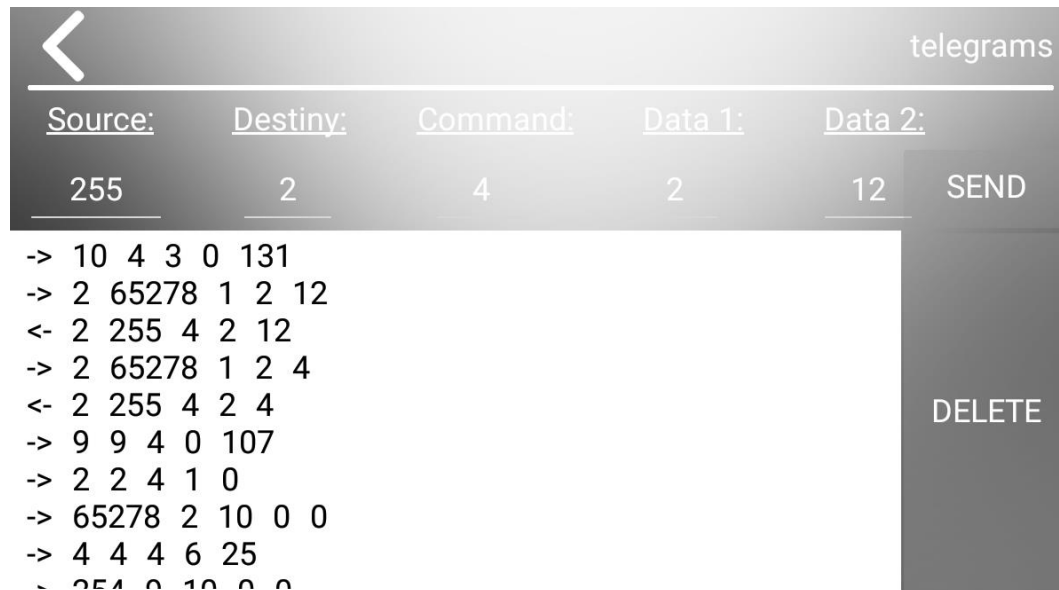 telegrams
Source: Destiny: Command: Data 1: Data 2:
255 2 4 2 12 SEND
-> 10 4 3 0 131
-> 2 65278 1 2 12
<- 2 255 4 2 12
-> 2 65278 1 2 4
<- 2 255 4 2 4
DELETE
-> 9 9 4 0 107
-> 2 2 4 1 0
-> 65278 2 10 0 0
-> 4 4 4 6 25